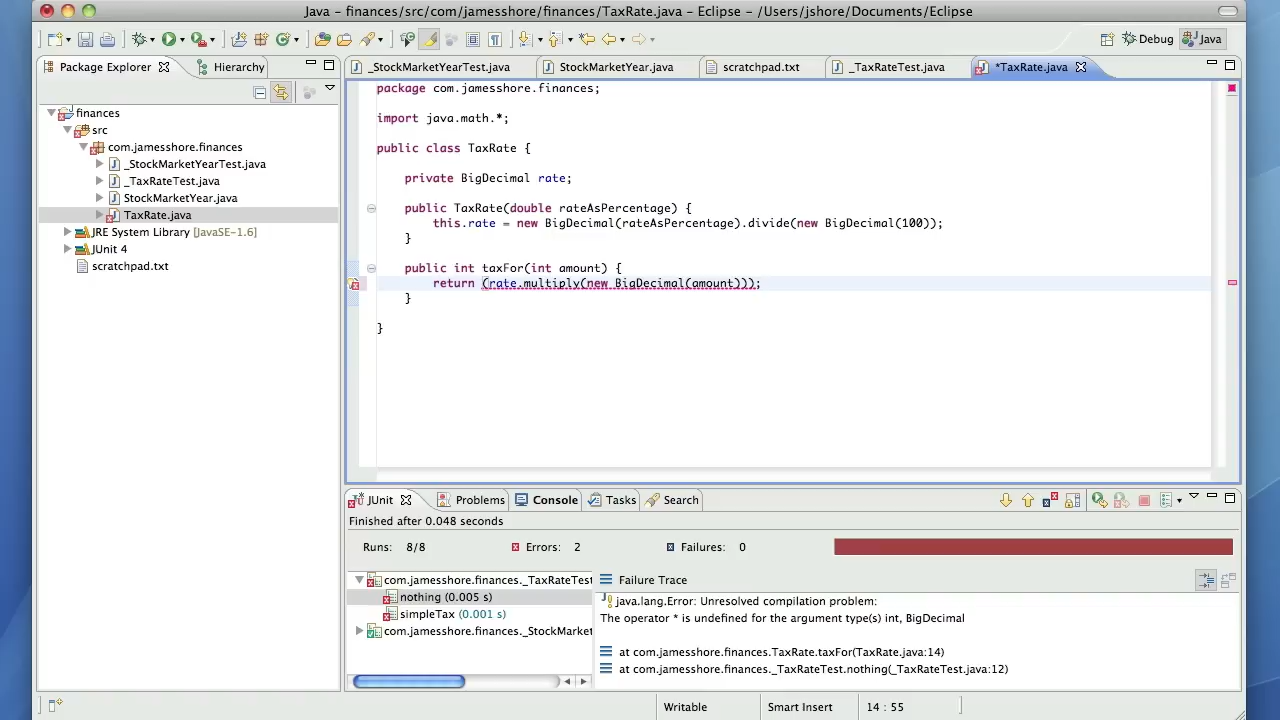 Java - finances/src/com/jamesshore/finances/TaxRate.java - Eclipse - /Users/jshore/Documents/Eclipse
Debug
Java
Package Explorer
Hierarchy
finances
src
com.jamesshore.finances
_StockMarketYearTest.java
_TaxRateTest.java
StockMarketYear.java
TaxRate.java
JRE System Library [JavaSE-1.6]
JUnit 4
scratchpad.txt
_StockMarketYearTest.java
StockMarketYear.java
scratchpad.txt
_TaxRateTest.java
*TaxRate.java
package com.jamesshore.finances;
import java.math.*;
public class TaxRate {
private BigDecimal rate;
public TaxRate(double rateAsPercentage) {
this.rate = new BigDecimal(rateAsPercentage).divide(new BigDecimal(100));
}
public int taxFor(int amount) {
return (rate.multiply(new BigDecimal(amount)));
}
}
JUnit
Problems
Console
Tasks
Search
Finished after 0.048 seconds
Runs: 8/8
Errors: 2
Failures: 0
com.jamesshore.finances._TaxRateTest
nothing (0.005 s)
simpleTax (0.001 s)
com.jamesshore.finances._StockMarket
Failure Trace
java.lang.Error: Unresolved compilation problem:
The operator * is undefined for the argument type(s) int, BigDecimal
at com.jamesshore.finances.TaxRate.taxFor(TaxRate.java:14)
at com.jamesshore.finances._TaxRateTest.nothing(_TaxRateTest.java:12)
Writable
Smart Insert
14 : 55